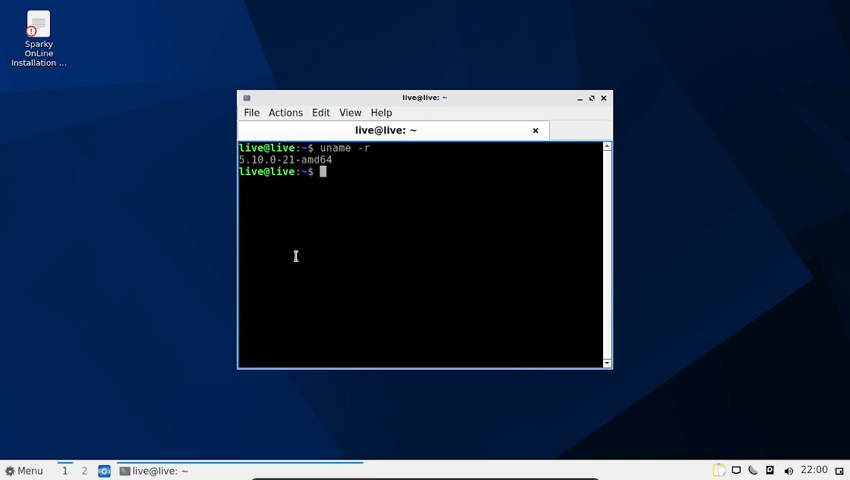 Sparky
OnLine
Installation ...
live@live: ~
File Actions Edit View Help
live@live: ~
live@live:~$ uname -r
5.10.0-21-amd64
live@live:~$
Menu 1 2 live@live: ~ 22:00